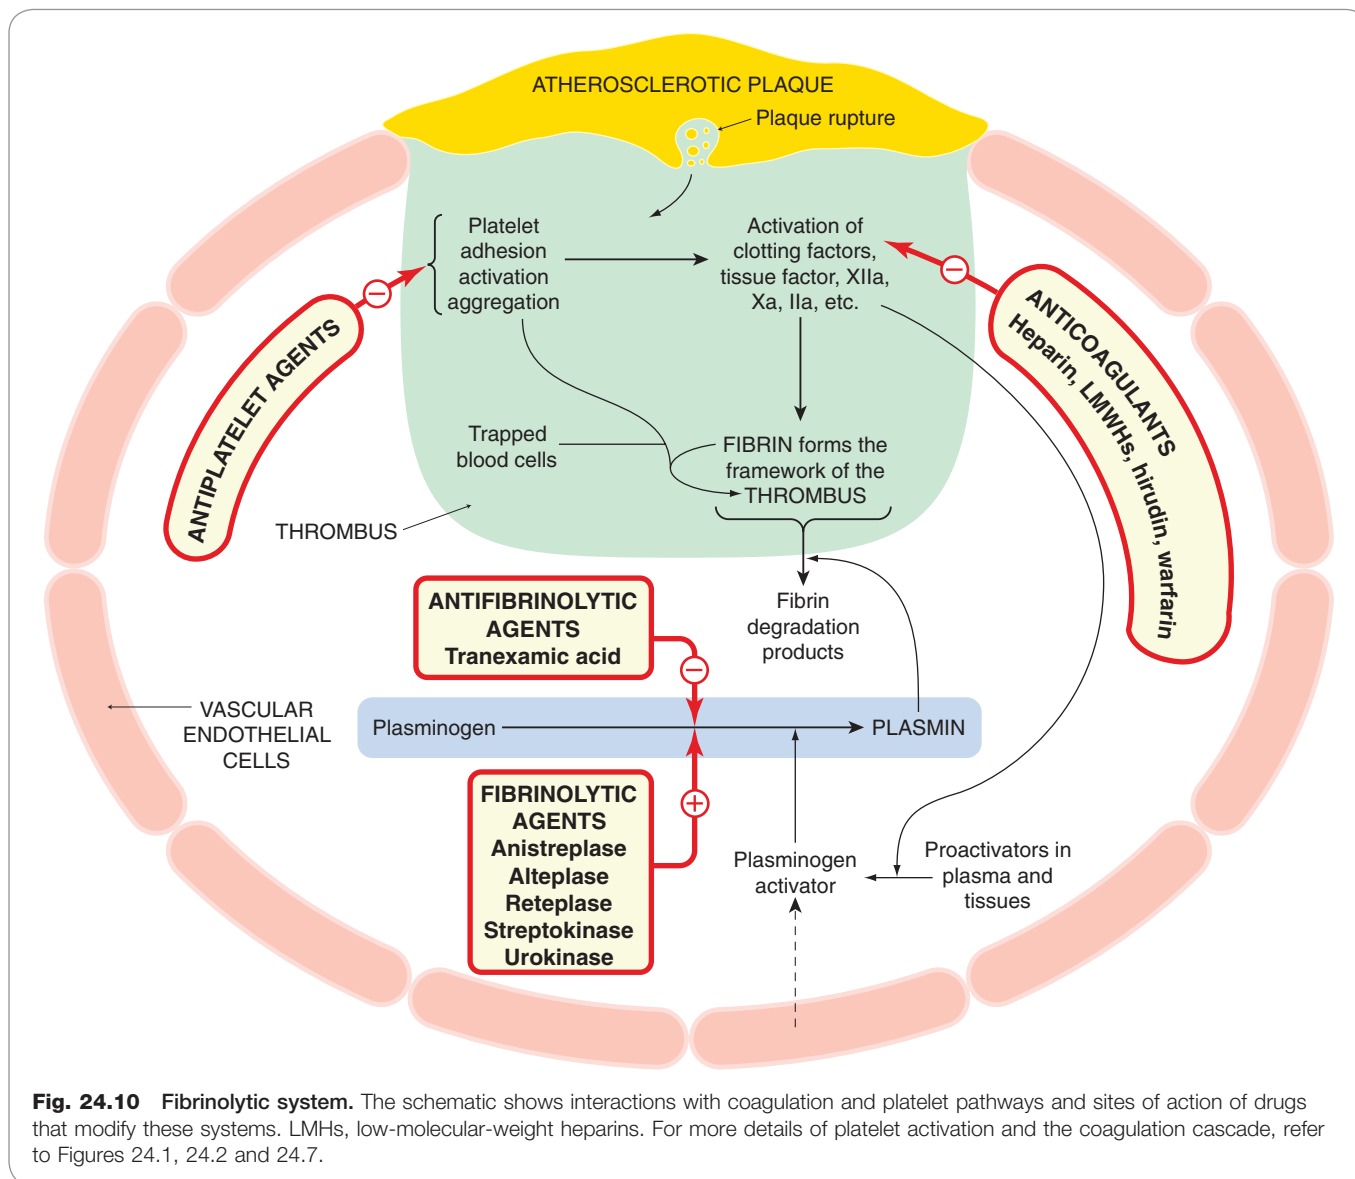 ATHEROSCLEROTIC PLAQUE
Plaque rupture
Platelet
adhesion
activation
aggregation
Activation of
clotting factors,
tissue factor, XIIa,
Xa, IIa, etc.
ANTIPLATELET AGENTS
ANTICOAGULANTS
Heparin, LMWHs, hirudin, warfarin
Trapped
blood cells
FIBRIN forms the
framework of the
THROMBUS
THROMBUS
ANTIFIBRINOLYTIC
AGENTS
Tranexamic acid
Fibrin
degradation
products
VASCULAR
ENDOTHELIAL
CELLS
Plasminogen
PLASMIN
FIBRINOLYTIC
AGENTS
Anistreplase
Alteplase
Reteplase
Streptokinase
Urokinase
Plasminogen
activator
Proactivators in
plasma and
tissues
Fig. 24.10 Fibrinolytic system. The schematic shows interactions with coagulation and platelet pathways and sites of action of drugs
that modify these systems. LMHs, low-molecular-weight heparins. For more details of platelet activation and the coagulation cascade, refer
to Figures 24.1, 24.2 and 24.7.